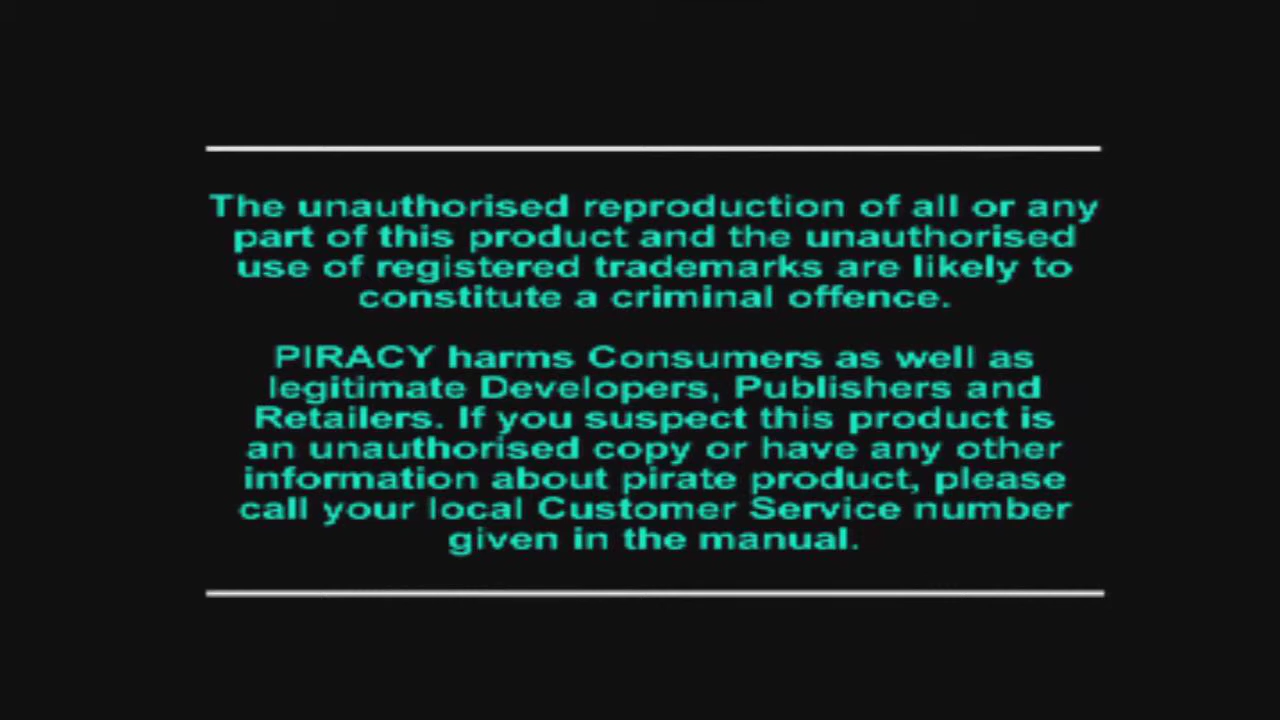 The unauthorised reproduction of all or any
part of this product and the unauthorised
use of registered trademarks are likely to
constitute a criminal offence.
PIRACY harms Consumers as well as
legitimate Developers, Publishers and
Retailers. If you suspect this product is
an unauthorised copy or have any other
information about pirate product, please
call your local Customer Service number
given in the manual.